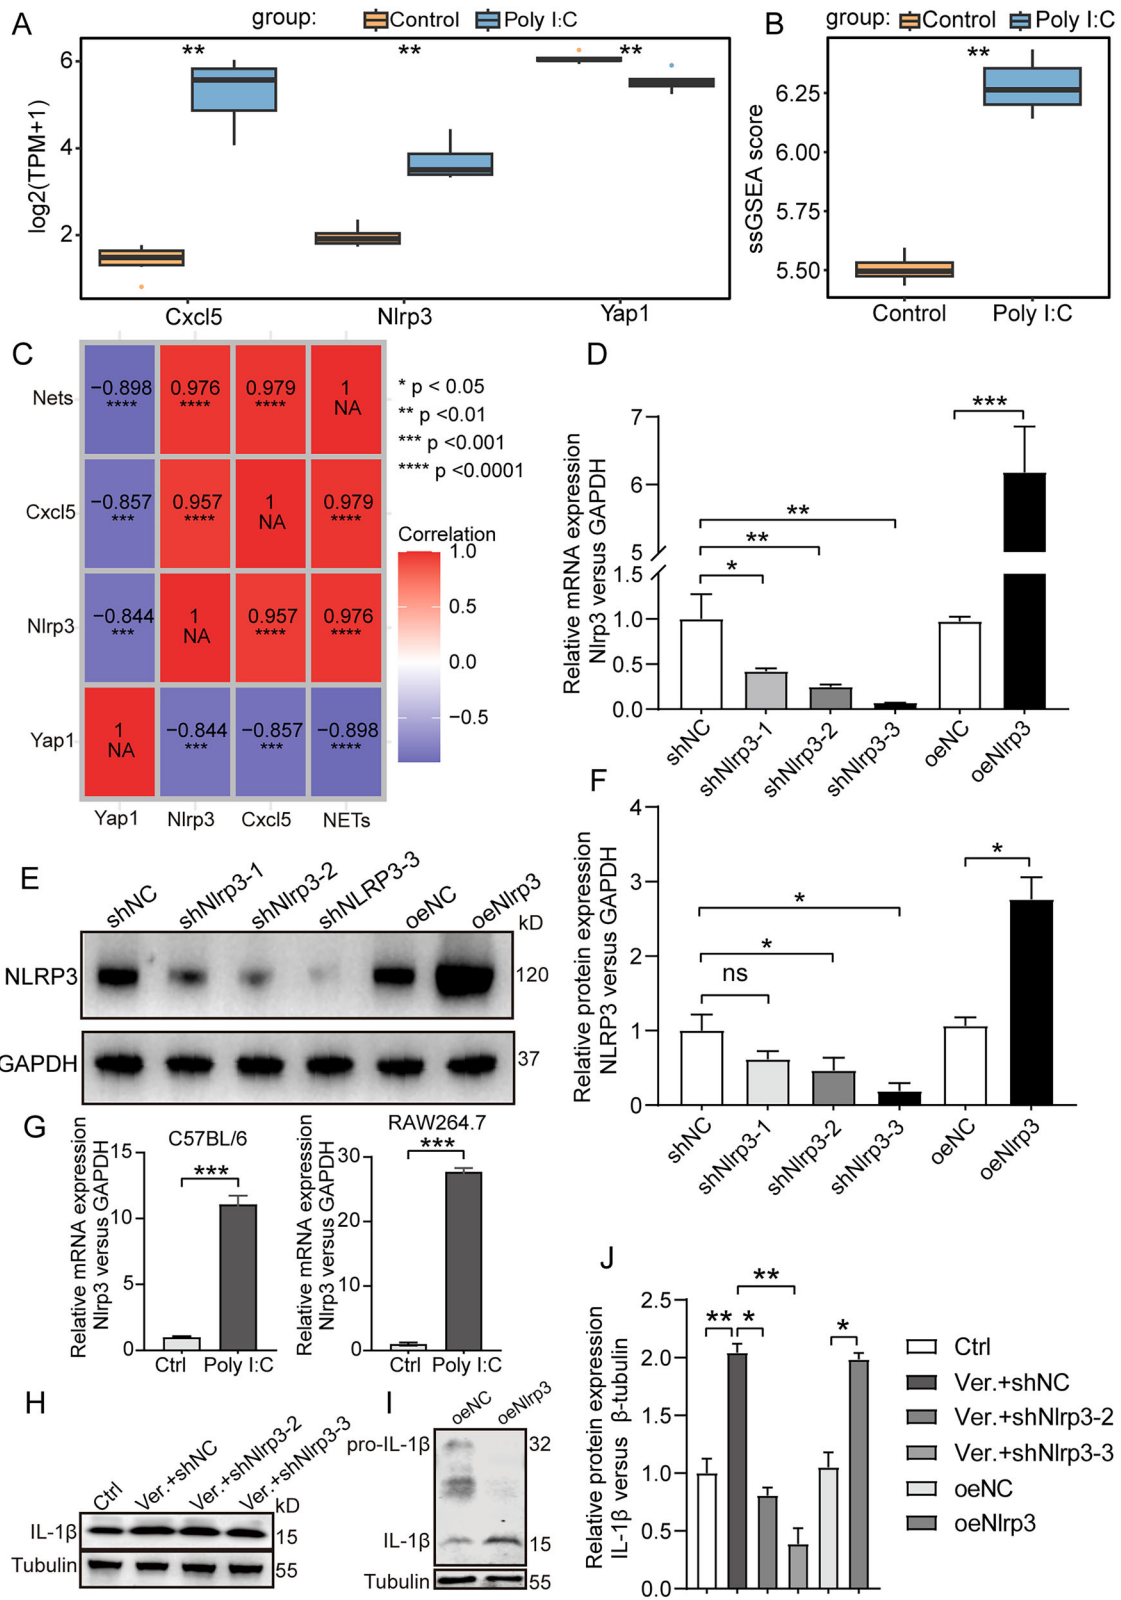 A
group: Control Poly I:C
**
**
**
log2(TPM+1)
6
4
2
Cxcl5
Nlrp3
Yap1
B
group: Control Poly I:C
**
ssGSEA score
6.25
6.00
5.75
5.50
Control
Poly I:C
C
Nets
−0.898 0.976 0.979 1
**** **** **** NA
Cxcl5
−0.857 0.957 1 0.979
*** **** NA ****
Nlrp3
−0.844 1 0.957 0.976
*** NA **** ****
Yap1
1 −0.844 −0.857 −0.898
NA *** *** ****
Yap1 Nlrp3 Cxcl5 NETs
* p < 0.05
** p <0.01
*** p <0.001
**** p <0.0001
Correlation
1.0
0.5
0.0
−0.5
D
Relative mRNA expression
Nlrp3 versus GAPDH
7
6
5
1.5
1.0
0.5
0.0
***
**
**
*
shNC
shNlrp3-1
shNlrp3-2
shNlrp3-3
oeNC
oeNlrp3
E
shNC
shNlrp3-1
shNlrp3-2
shNLRP3-3
oeNC
oeNlrp3
kD
NLRP3
120
GAPDH
37
F
Relative protein expression
NLRP3 versus GAPDH
4
3
2
1
0
*
*
*
ns
shNC
shNlrp3-1
shNlrp3-2
shNlrp3-3
oeNC
oeNlrp3
G
C57BL/6
Relative mRNA expression
Nlrp3 versus GAPDH
15
10
5
0
***
Ctrl
Poly I:C
RAW264.7
Relative mRNA expression
Nlrp3 versus GAPDH
30
20
10
0
***
Ctrl
Poly I:C
H
Ctrl
Ver.+shNC
Ver.+shNlrp3-2
Ver.+shNlrp3-3
kD
IL-1β
15
Tubulin
55
I
oeNC
oeNlrp3
pro-IL-1β
32
IL-1β
15
Tubulin
55
J
Relative protein expression
IL-1β versus β-tubulin
2.5
2.0
1.5
1.0
0.5
0.0
**
**
*
*
Ctrl
Ver.+shNC
Ver.+shNlrp3-2
Ver.+shNlrp3-3
oeNC
oeNlrp3